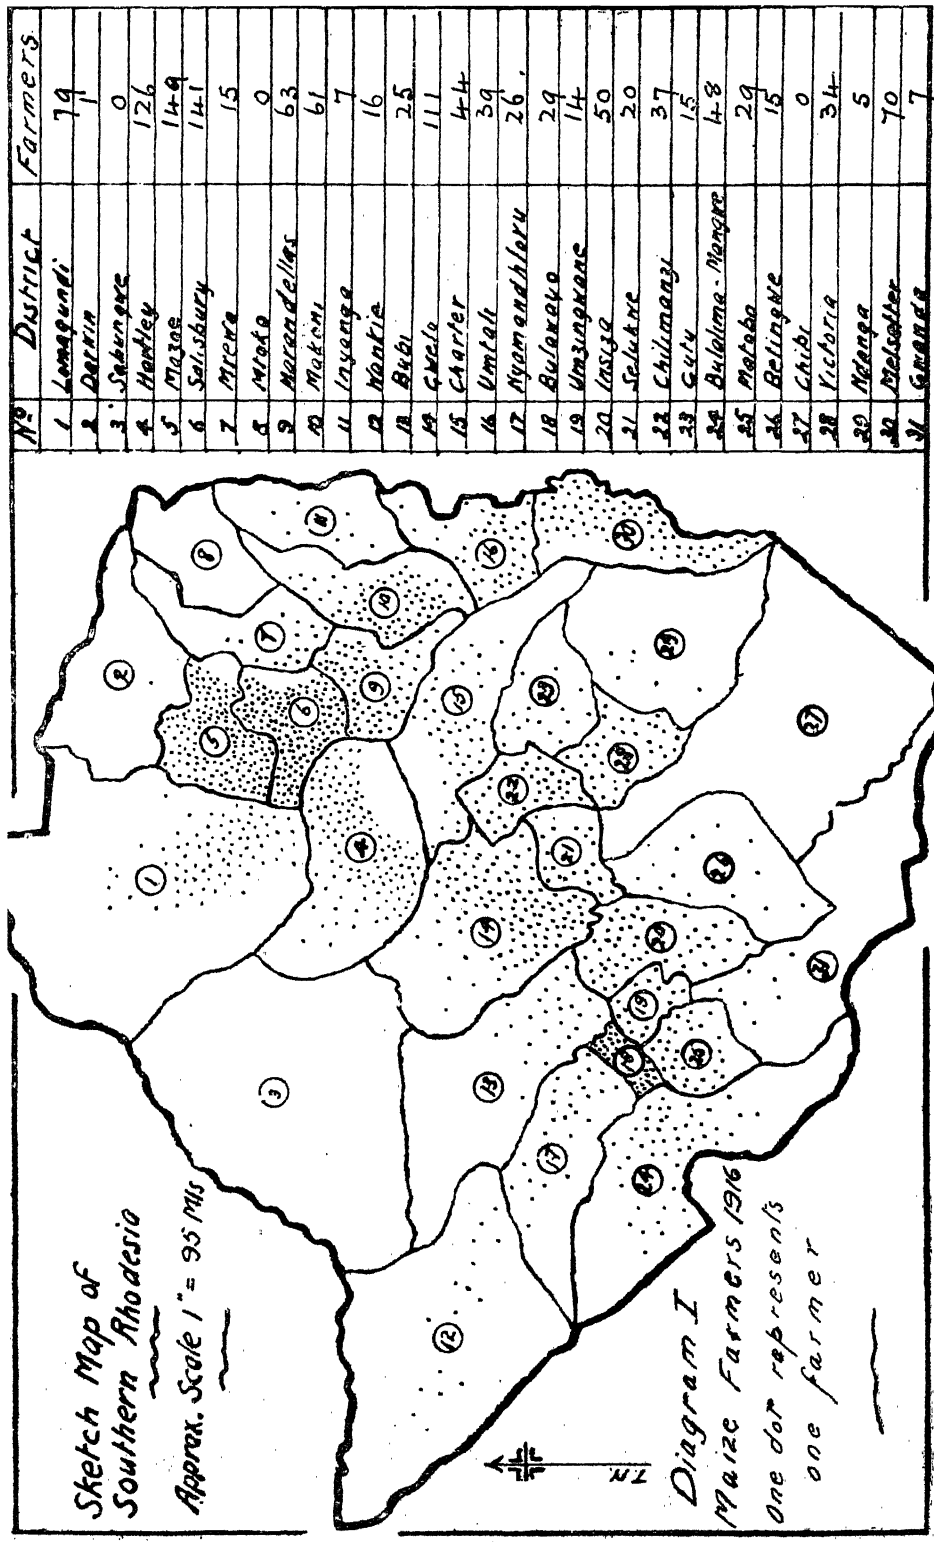 Sketch Map of
Southern Rhodesia
Approx. Scale 1" = 95 Mls
T.N.
Diagram I
Maize Farmers 1916
One dot represents
one farmer
1
2
3
4
5
6
7
8
9
10
11
12
13
14
15
16
17
18
19
20
21
22
23
24
25
26
27
28
29
30
31
No. District Farmers
1 Lomagundi 79
2 Darwin 1
3 Sebungwe 0
4 Hartley 126
5 Mazoe 149
6 Salisbury 141
7 Mrewa 15
8 Mtoko 0
9 Marandellas 63
10 Makoni 61
11 Inyanga 7
12 Wankie 16
13 Bubi 25
14 Gwelo 111
15 Charter 44
16 Umtali 39
17 Nyamandhlovu 26.
18 Bulawayo 29
19 Umzingwane 14
20 Insiza 50
21 Selukwe 20
22 Chilimanzi 37
23 Gutu 15
24 Bulalima-Mangwe 48
25 Matobo 29
26 Belingwe 15
27 Chibi 0
28 Victoria 34
29 Ndanga 5
30 Melsetter 70
31 Gwanda 7